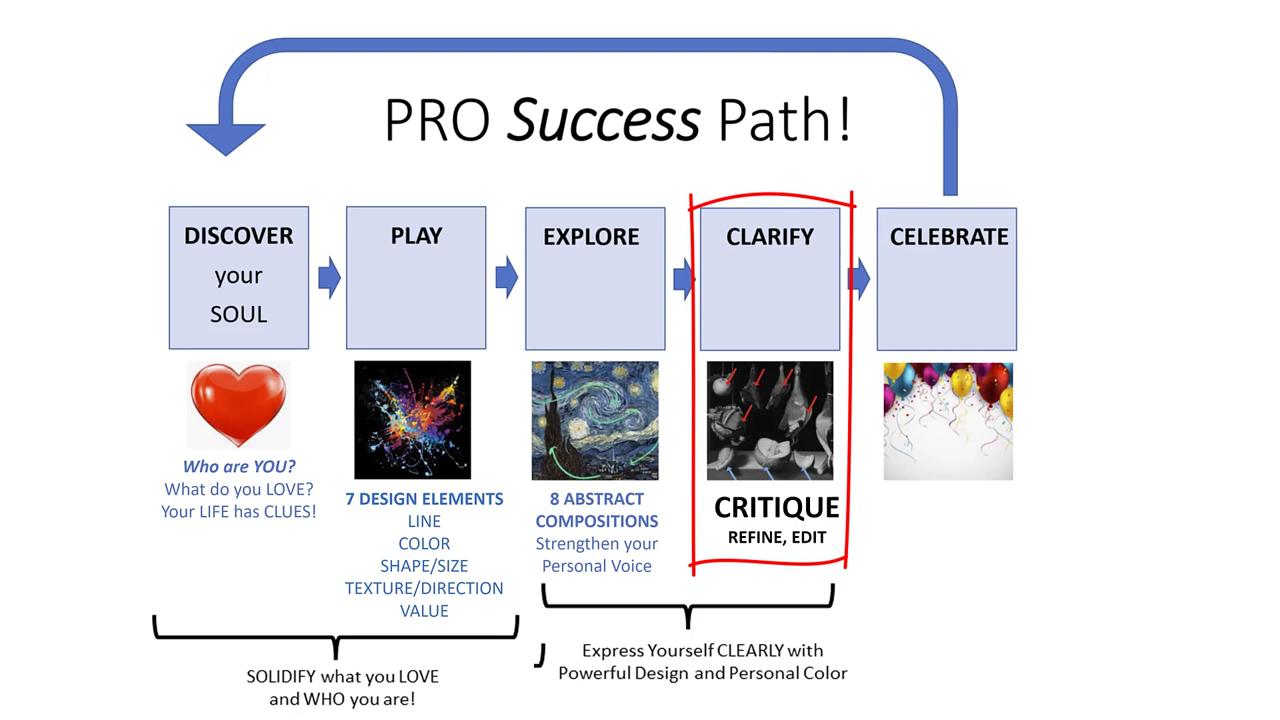 PRO Success Path!
DISCOVER
your
SOUL
PLAY
EXPLORE
CLARIFY
CELEBRATE
Who are YOU?
What do you LOVE?
Your LIFE has CLUES!
7 DESIGN ELEMENTS
LINE
COLOR
SHAPE/SIZE
TEXTURE/DIRECTION
VALUE
8 ABSTRACT
COMPOSITIONS
Strengthen your
Personal Voice
CRITIQUE
REFINE, EDIT
SOLIDIFY what you LOVE
and WHO you are!
Express Yourself CLEARLY with
Powerful Design and Personal Color